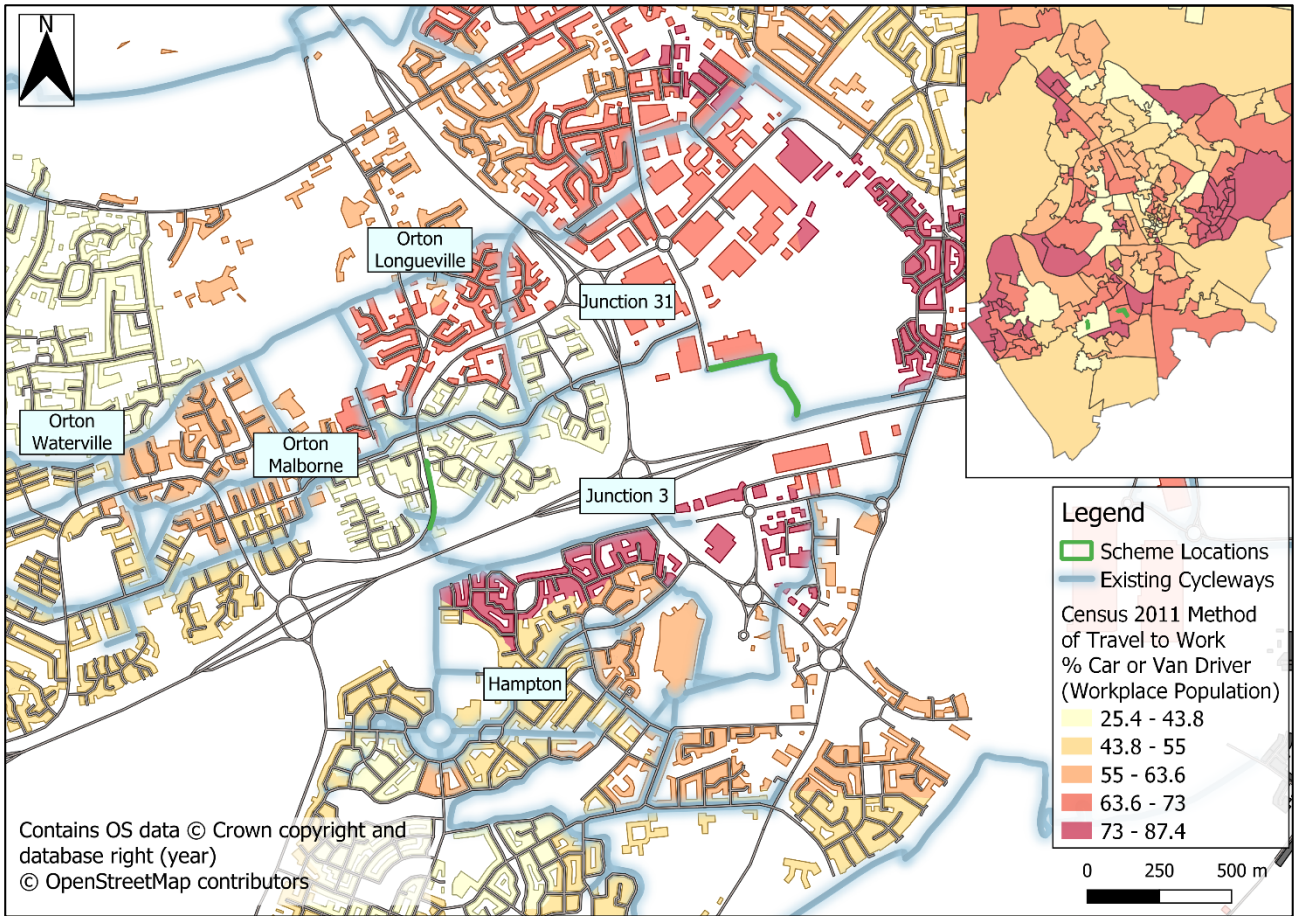 N
Orton
Longueville
Junction 31
Orton
Waterville
Orton
Malborne
Junction 3
Hampton
Legend
Scheme Locations
Existing Cycleways
Census 2011 Method
of Travel to Work
% Car or Van Driver
(Workplace Population)
25.4 - 43.8
43.8 - 55
55 - 63.6
63.6 - 73
73 - 87.4
Contains OS data © Crown copyright and
database right (year)
© OpenStreetMap contributors
0 250 500 m